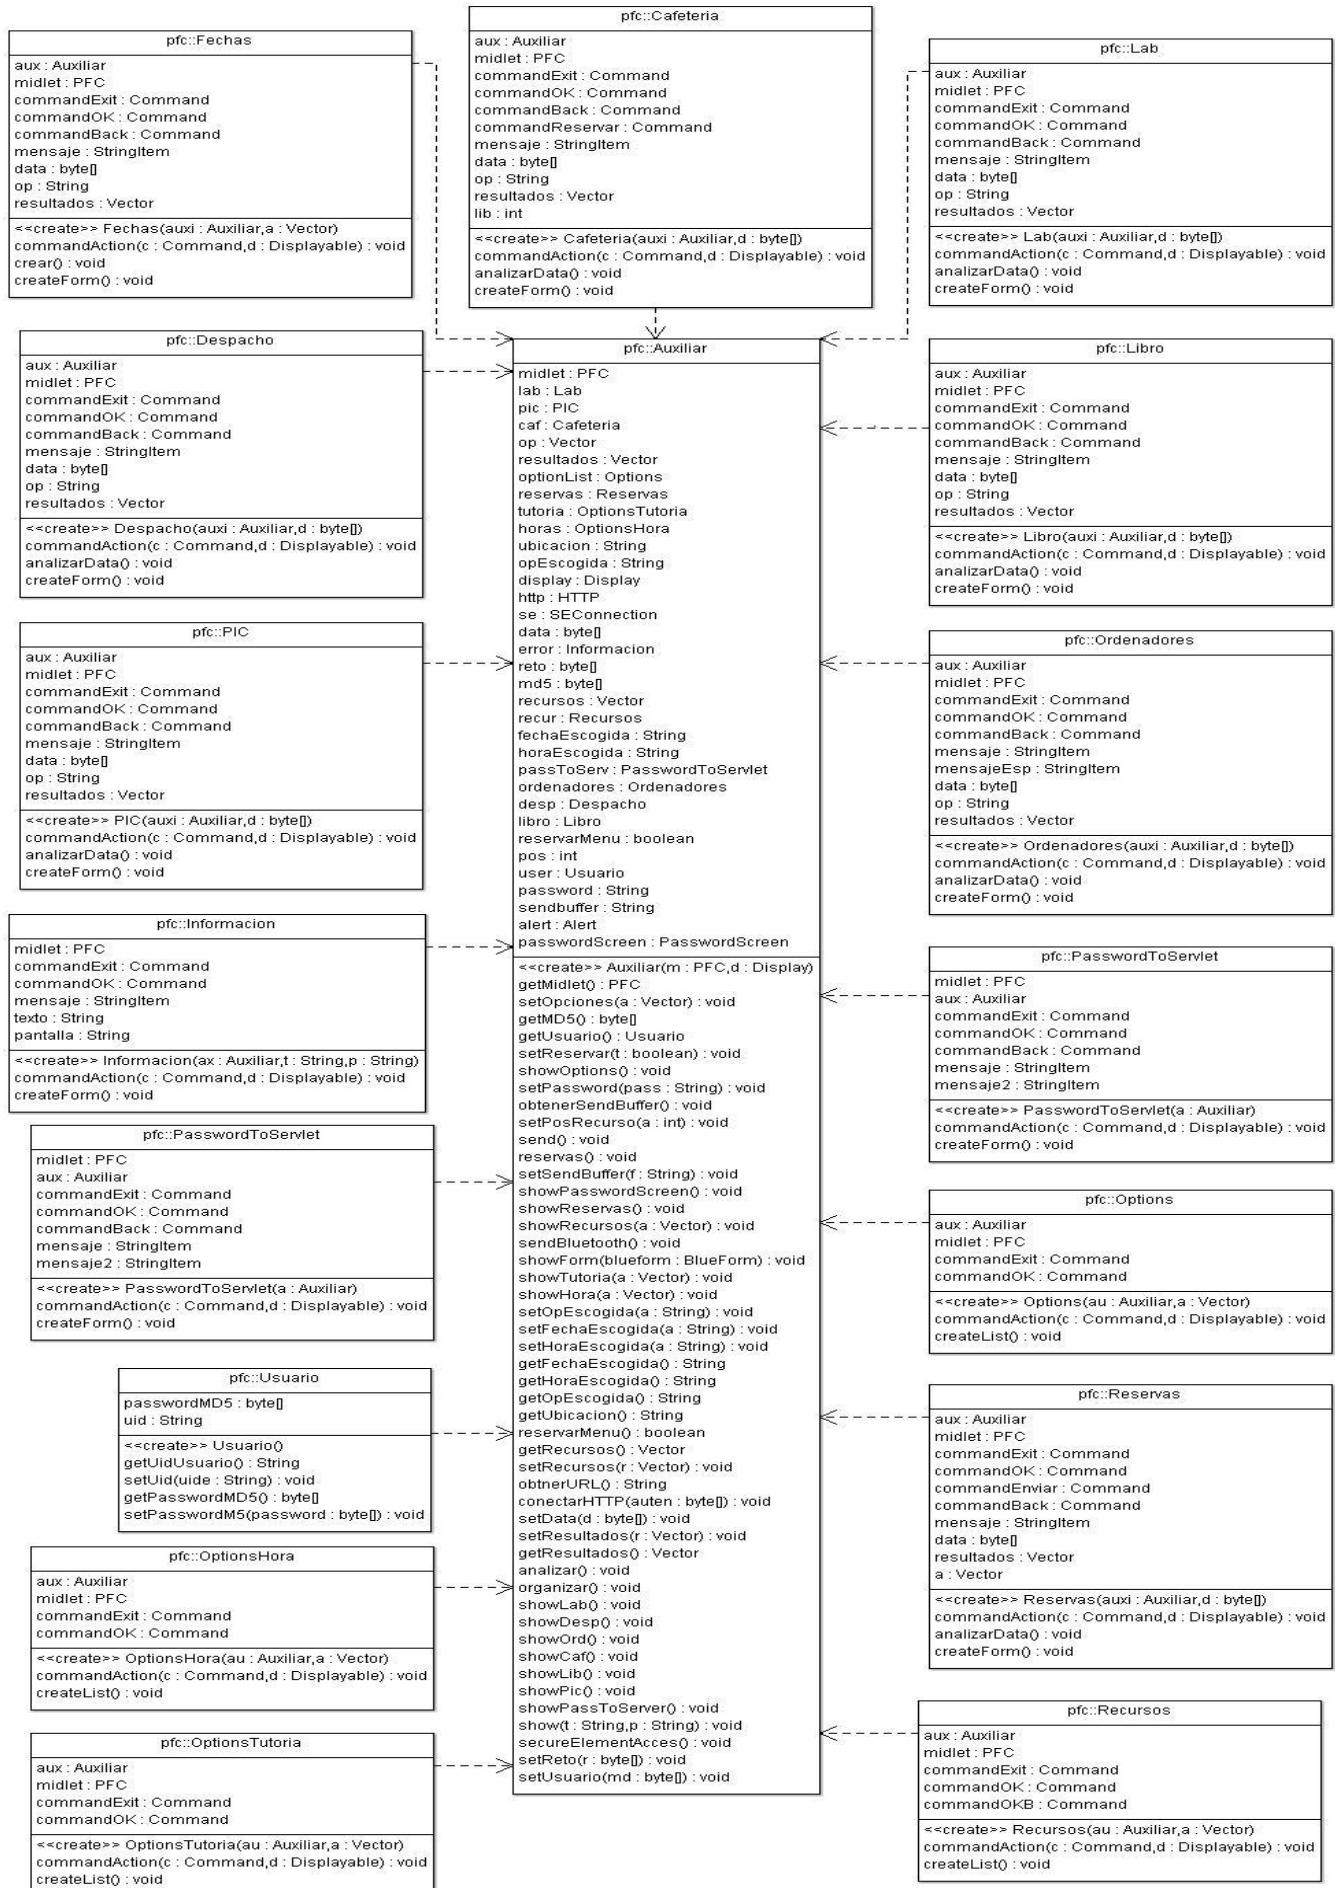 pfc::Fechas
aux : Auxiliar
midlet : PFC
commandExit : Command
commandOK : Command
commandBack : Command
mensaje : StringItem
data : byte[]
op : String
resultados : Vector
<<create>> Fechas(auxi : Auxiliar,a : Vector)
commandAction(c : Command,d : Displayable) : void
crear() : void
createForm() : void
pfc::Cafeteria
aux : Auxiliar
midlet : PFC
commandExit : Command
commandOK : Command
commandBack : Command
commandReservar : Command
mensaje : StringItem
data : byte[]
op : String
resultados : Vector
lib : int
<<create>> Cafeteria(auxi : Auxiliar,d : byte[])
commandAction(c : Command,d : Displayable) : void
analizarData() : void
createForm() : void
pfc::Lab
aux : Auxiliar
midlet : PFC
commandExit : Command
commandOK : Command
commandBack : Command
mensaje : StringItem
data : byte[]
op : String
resultados : Vector
<<create>> Lab(auxi : Auxiliar,d : byte[])
commandAction(c : Command,d : Displayable) : void
analizarData() : void
createForm() : void
pfc::Despacho
aux : Auxiliar
midlet : PFC
commandExit : Command
commandOK : Command
commandBack : Command
mensaje : StringItem
data : byte[]
op : String
resultados : Vector
<<create>> Despacho(auxi : Auxiliar,d : byte[])
commandAction(c : Command,d : Displayable) : void
analizarData() : void
createForm() : void
pfc::PIC
aux : Auxiliar
midlet : PFC
commandExit : Command
commandOK : Command
commandBack : Command
mensaje : StringItem
data : byte[]
op : String
resultados : Vector
<<create>> PIC(auxi : Auxiliar,d : byte[])
commandAction(c : Command,d : Displayable) : void
analizarData() : void
createForm() : void
pfc::Informacion
midlet : PFC
commandExit : Command
commandOK : Command
mensaje : StringItem
texto : String
pantalla : String
<<create>> Informacion(ax : Auxiliar,t : String,p : String)
commandAction(c : Command,d : Displayable) : void
createForm() : void
pfc::PasswordToServlet
midlet : PFC
aux : Auxiliar
commandExit : Command
commandOK : Command
commandBack : Command
mensaje : StringItem
mensaje2 : StringItem
<<create>> PasswordToServlet(a : Auxiliar)
commandAction(c : Command,d : Displayable) : void
createForm() : void
pfc::Usuario
passwordMD5 : byte[]
uid : String
<<create>> Usuario()
getUidUsuario() : String
setUid(uide : String) : void
getPasswordMD5() : byte[]
setPasswordM5(password : byte[]) : void
pfc::OptionsHora
aux : Auxiliar
midlet : PFC
commandExit : Command
commandOK : Command
<<create>> OptionsHora(au : Auxiliar,a : Vector)
commandAction(c : Command,d : Displayable) : void
createList() : void
pfc::OptionsTutoria
aux : Auxiliar
midlet : PFC
commandExit : Command
commandOK : Command
<<create>> OptionsTutoria(au : Auxiliar,a : Vector)
commandAction(c : Command,d : Displayable) : void
createList() : void
pfc::Auxiliar
midlet : PFC
lab : Lab
pic : PIC
caf : Cafeteria
op : Vector
resultados : Vector
optionList : Options
reservas : Reservas
tutoria : OptionsTutoria
horas : OptionsHora
ubicacion : String
opEscogida : String
display : Display
http : HTTP
se : SEConnection
data : byte[]
error : Informacion
reto : byte[]
md5 : byte[]
recursos : Vector
recur : Recursos
fechaEscogida : String
horaEscogida : String
passToServ : PasswordToServlet
ordenadores : Ordenadores
desp : Despacho
libro : Libro
reservarMenu : boolean
pos : int
user : Usuario
password : String
sendbuffer : String
alert : Alert
passwordScreen : PasswordScreen
<<create>> Auxiliar(m : PFC,d : Display)
getMidlet() : PFC
setOpciones(a : Vector) : void
getMD5() : byte[]
getUsuario() : Usuario
setReservar(t : boolean) : void
showOptions() : void
setPassword(pass : String) : void
obtenerSendBuffer() : void
setPosRecurso(a : int) : void
send() : void
reservas() : void
setSendBuffer(f : String) : void
showPasswordScreen() : void
showReservas() : void
showRecursos(a : Vector) : void
sendBluetooth() : void
showForm(blueform : BlueForm) : void
showTutoria(a : Vector) : void
showHora(a : Vector) : void
setOpEscogida(a : String) : void
setFechaEscogida(a : String) : void
setHoraEscogida(a : String) : void
getFechaEscogida() : String
getHoraEscogida() : String
getOpEscogida() : String
getUbicacion() : String
reservarMenu() : boolean
getRecursos() : Vector
setRecursos(r : Vector) : void
obtnerURL() : String
conectarHTTP(auten : byte[]) : void
setData(d : byte[]) : void
setResultados(r : Vector) : void
getResultados() : Vector
analizar() : void
organizar() : void
showLab() : void
showDesp() : void
showOrd() : void
showCaf() : void
showLib() : void
showPic() : void
showPassToServer() : void
show(t : String,p : String) : void
secureElementAcces() : void
setReto(r : byte[]) : void
setUsuario(md : byte[]) : void
pfc::Libro
aux : Auxiliar
midlet : PFC
commandExit : Command
commandOK : Command
commandBack : Command
mensaje : StringItem
data : byte[]
op : String
resultados : Vector
<<create>> Libro(auxi : Auxiliar,d : byte[])
commandAction(c : Command,d : Displayable) : void
analizarData() : void
createForm() : void
pfc::Ordenadores
aux : Auxiliar
midlet : PFC
commandExit : Command
commandOK : Command
commandBack : Command
mensaje : StringItem
mensajeEsp : StringItem
data : byte[]
op : String
resultados : Vector
<<create>> Ordenadores(auxi : Auxiliar,d : byte[])
commandAction(c : Command,d : Displayable) : void
analizarData() : void
createForm() : void
pfc::PasswordToServlet
midlet : PFC
aux : Auxiliar
commandExit : Command
commandOK : Command
commandBack : Command
mensaje : StringItem
mensaje2 : StringItem
<<create>> PasswordToServlet(a : Auxiliar)
commandAction(c : Command,d : Displayable) : void
createForm() : void
pfc::Options
aux : Auxiliar
midlet : PFC
commandExit : Command
commandOK : Command
<<create>> Options(au : Auxiliar,a : Vector)
commandAction(c : Command,d : Displayable) : void
createList() : void
pfc::Reservas
aux : Auxiliar
midlet : PFC
commandExit : Command
commandOK : Command
commandEnviar : Command
commandBack : Command
mensaje : StringItem
data : byte[]
resultados : Vector
a : Vector
<<create>> Reservas(auxi : Auxiliar,d : byte[])
commandAction(c : Command,d : Displayable) : void
analizarData() : void
createForm() : void
pfc::Recursos
aux : Auxiliar
midlet : PFC
commandExit : Command
commandOK : Command
commandOKB : Command
<<create>> Recursos(au : Auxiliar,a : Vector)
commandAction(c : Command,d : Displayable) : void
createList() : void